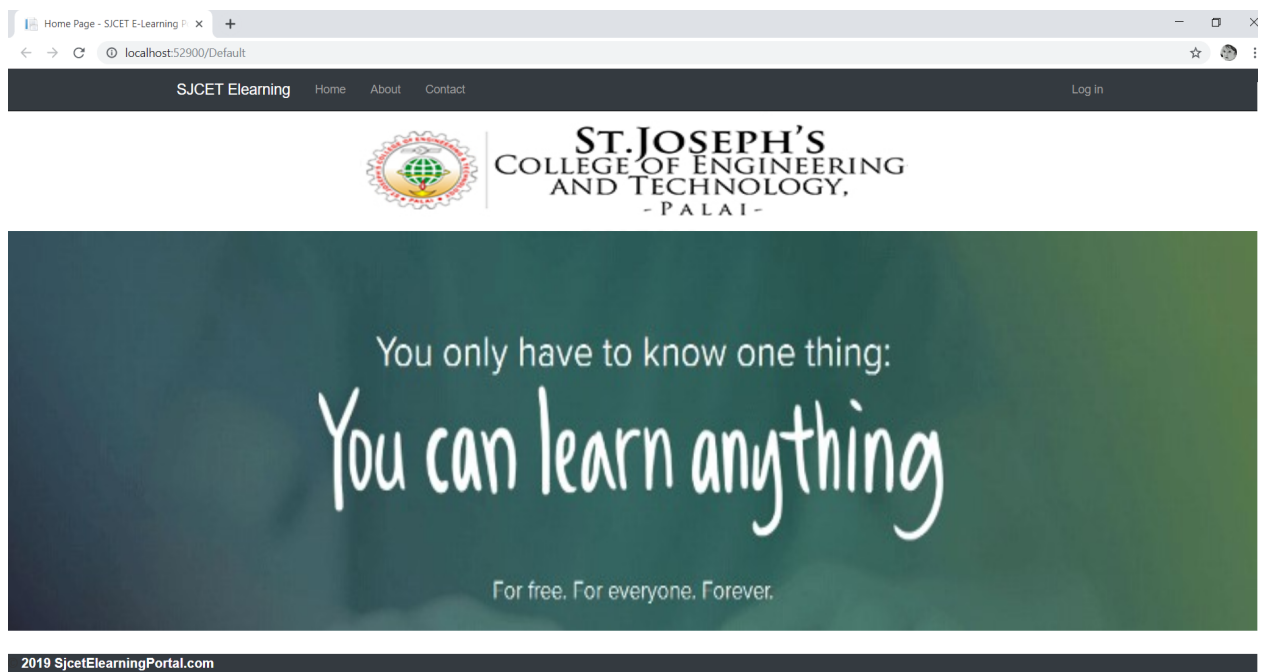 Home Page - SJCET E-Learning P
localhost:52900/Default
SJCET Elearning Home About Contact Log in
ST.JOSEPH'S
COLLEGE OF ENGINEERING
AND TECHNOLOGY,
-PALAI-
You only have to know one thing:
You can learn anything
For free. For everyone. Forever.
2019 SjcetElearningPortal.com